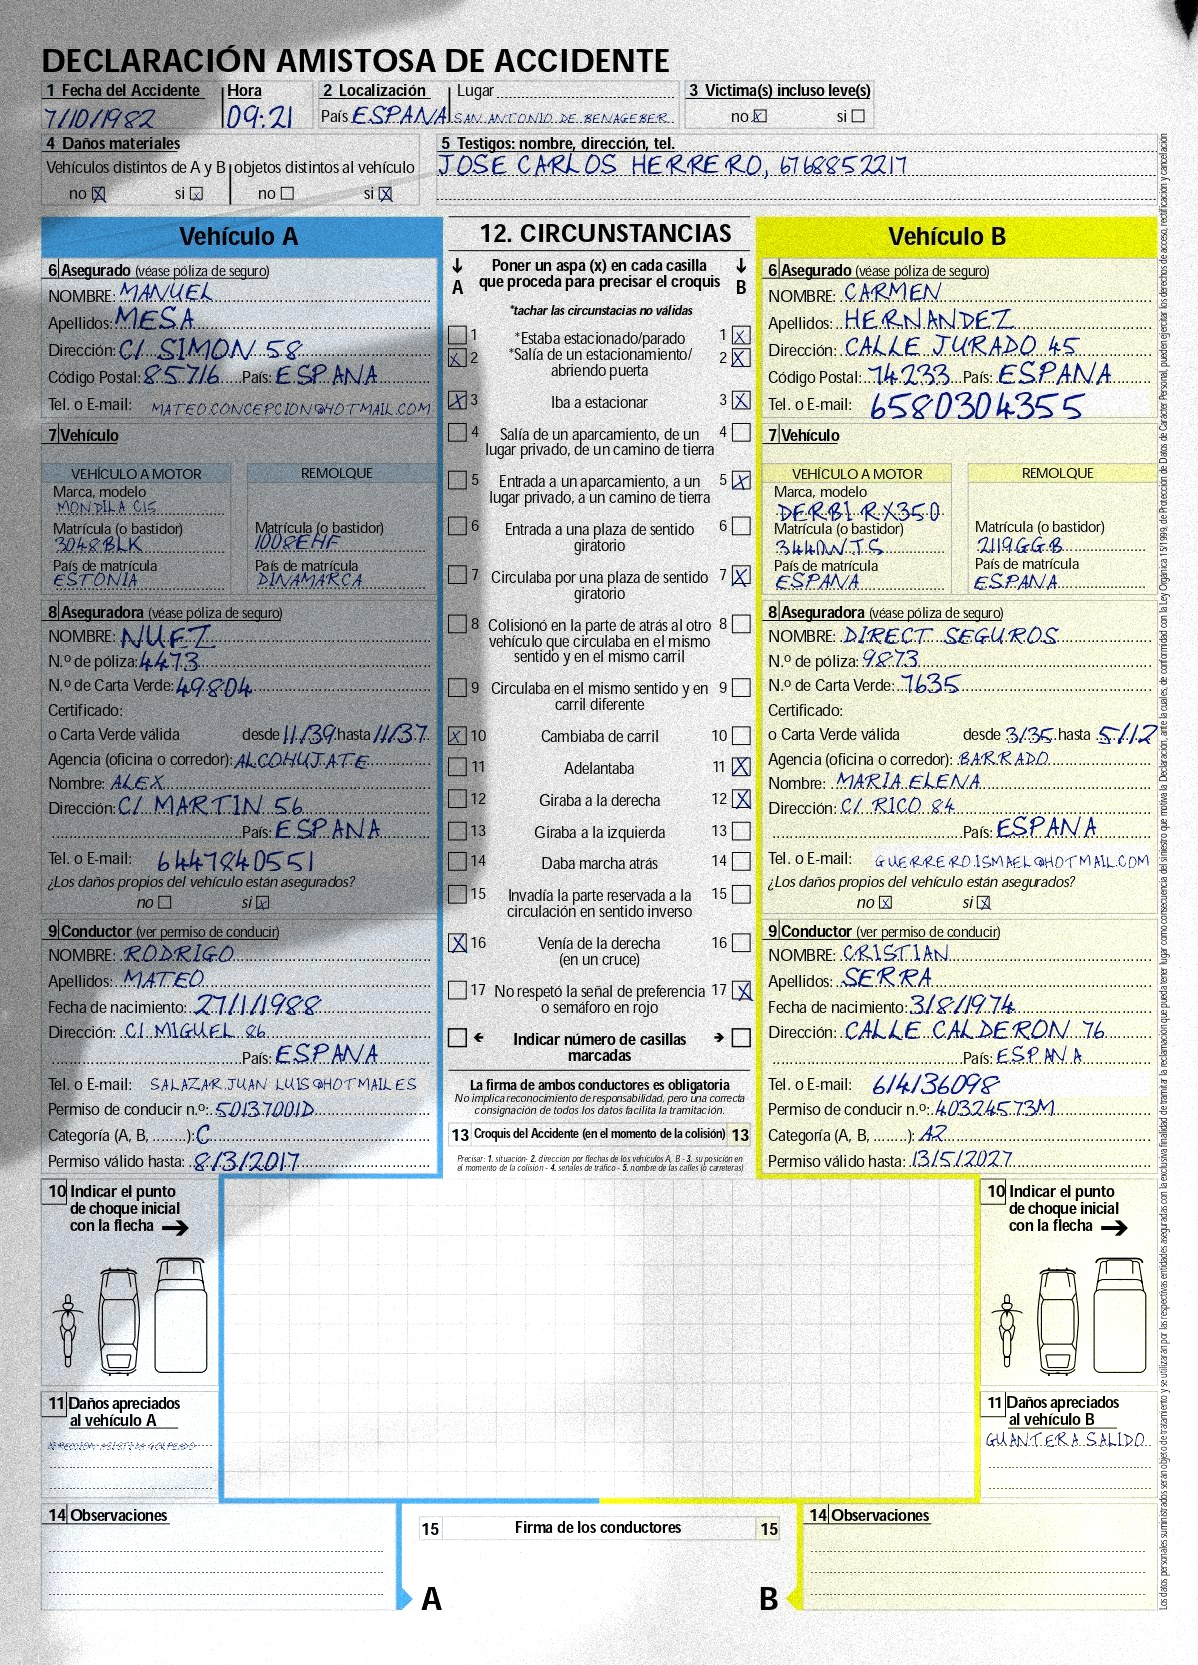 DECLARACIÓN AMISTOSA DE ACCIDENTE
1 Fecha del Accidente Hora 2 Localización Lugar 3 Victima(s) incluso leve(s)
7/10/1982 09:21 País ESPAÑA SAN ANTONIO DE BENAGEBER no X si
4 Daños materiales 5 Testigos: nombre, dirección, tel.
Vehículos distintos de A y B objetos distintos al vehículo JOSE CARLOS HERRERO, 6768852217
no X si X no si X
Vehículo A
6 Asegurado (véase póliza de seguro)
NOMBRE: MANUEL
Apellidos: MESA
Dirección: C/ SIMON 58
Código Postal: 85716 País: ESPAÑA
Tel. o E-mail: MATEO.CONCEPCION@HOTMAIL.COM
7 Vehículo
VEHÍCULO A MOTOR REMOLQUE
Marca, modelo
MONDILA C15
Matrícula (o bastidor) Matrícula (o bastidor)
3048BLK 1008EHF
País de matrícula País de matrícula
ESTONIA DINAMARCA
8 Aseguradora (véase póliza de seguro)
NOMBRE: NUEZ
N.º de póliza: 4473
N.º de Carta Verde: 49804
Certificado:
o Carta Verde válida desde 11/39 hasta 11/37
Agencia (oficina o corredor): ALCOHUJATE
Nombre: ALEX
Dirección: C/ MARTIN 56
País: ESPAÑA
Tel. o E-mail: 6447840551
¿Los daños propios del vehículo están asegurados?
no si X
9 Conductor (ver permiso de conducir)
NOMBRE: RODRIGO
Apellidos: MATEO
Fecha de nacimiento: 27/1/1988
Dirección: C/ MIGUEL 86
País: ESPAÑA
Tel. o E-mail: SALAZAR.JUAN LUIS@HOTMAIL.ES
Permiso de conducir n.º: 50137001D
Categoría (A, B, ........): C
Permiso válido hasta: 8/3/2017
12. CIRCUNSTANCIAS
Poner un aspa (x) en cada casilla
A que proceda para precisar el croquis B
*tachar las circunstacias no válidas
1 *Estaba estacionado/parado 1 X
X 2 *Salía de un estacionamiento/ 2 X
abriendo puerta
X 3 Iba a estacionar 3 X
4 Salía de un aparcamiento, de un 4
lugar privado, de un camino de tierra
5 Entrada a un aparcamiento, a un 5 X
lugar privado, a un camino de tierra
6 Entrada a una plaza de sentido 6
giratorio
7 Circulaba por una plaza de sentido 7 X
giratorio
8 Colisionó en la parte de atrás al otro 8
vehículo que circulaba en el mismo
sentido y en el mismo carril
9 Circulaba en el mismo sentido y en 9
carril diferente
X 10 Cambiaba de carril 10
11 Adelantaba 11 X
12 Giraba a la derecha 12 X
13 Giraba a la izquierda 13
14 Daba marcha atrás 14
15 Invadía la parte reservada a la 15
circulación en sentido inverso
X 16 Venía de la derecha 16
(en un cruce)
17 No respetó la señal de preferencia 17 X
o semáforo en rojo
Indicar número de casillas
marcadas
La firma de ambos conductores es obligatoria
No implica reconocimiento de responsabilidad, pero una correcta
consignación de todos los datos facilita la tramitación.
13 Croquis del Accidente (en el momento de la colisión) 13
Precisar: 1. situación- 2. dirección por flechas de los vehículos A, B - 3. su posición en
el momento de la colisión - 4. señales de tráfico - 5. nombre de las calles (o carreteras)
Vehículo B
6 Asegurado (véase póliza de seguro)
NOMBRE: CARMEN
Apellidos: HERNANDEZ
Dirección: CALLE JURADO 45
Código Postal: 74233 País: ESPAÑA
Tel. o E-mail: 6580304355
7 Vehículo
VEHÍCULO A MOTOR REMOLQUE
Marca, modelo
DERBI RX350
Matrícula (o bastidor) Matrícula (o bastidor)
3440WTS 2119GGB
País de matrícula País de matrícula
ESPAÑA ESPAÑA
8 Aseguradora (véase póliza de seguro)
NOMBRE: DIRECT SEGUROS
N.º de póliza: 9873
N.º de Carta Verde: 7635
Certificado:
o Carta Verde válida desde 3/35 hasta 5/12
Agencia (oficina o corredor): BARRADO
Nombre: MARIA ELENA
Dirección: C/ RICO 84
País: ESPAÑA
Tel. o E-mail: GUERRERO.ISMAEL@HOTMAIL.COM
¿Los daños propios del vehículo están asegurados?
no X si X
9 Conductor (ver permiso de conducir)
NOMBRE: CRISTIAN
Apellidos: SERRA
Fecha de nacimiento: 3/8/1974
Dirección: CALLE CALDERON 76
País: ESPAÑA
Tel. o E-mail: 614136098
Permiso de conducir n.º: 40324573M
Categoría (A, B, ........): A2
Permiso válido hasta: 13/5/2027
10 Indicar el punto
de choque inicial
con la flecha
11 Daños apreciados
al vehículo A
DIRECCION ASISTIDA GOLPEADO
10 Indicar el punto
de choque inicial
con la flecha
11 Daños apreciados
al vehículo B
GUANTERA SALIDO
14 Observaciones
15 Firma de los conductores 15
A B
14 Observaciones
Los datos personales suministrados serán objeto de tratamiento y se utilizaran por las respectivas entidades aseguradas con la exclusiva finalidad de tramitar la reclamación que pueda tener lugar como consecuencia del siniestro que motiva la Declaracion, ante la cuales, de conformidad con la Ley Orgánica 15/1999, de Protección de Datos de Carácter Personal, pueden ejercitar los derechos de acceso, rectificación y cancelación